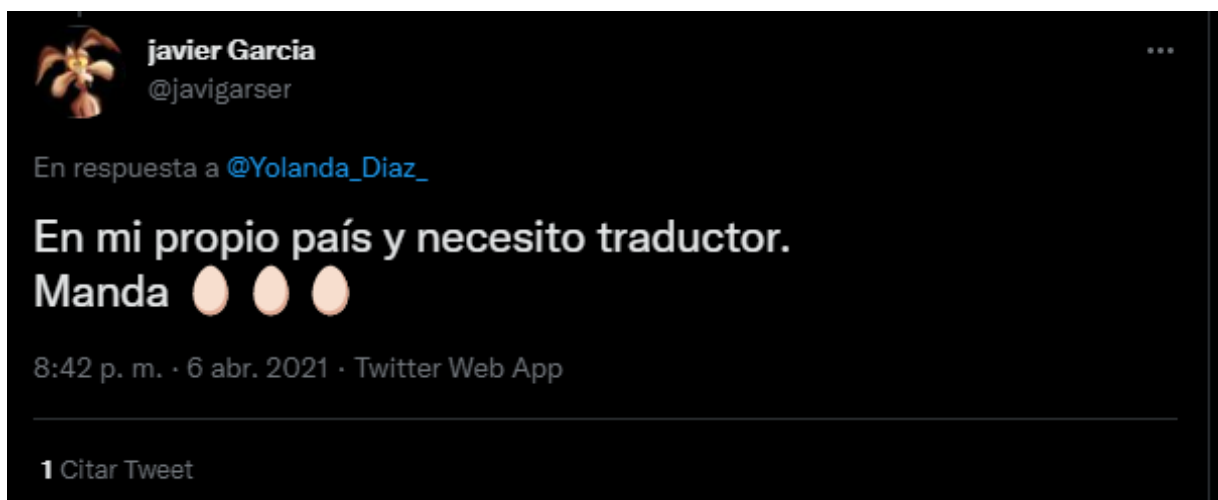 javier Garcia
@javigarser
En respuesta a @Yolanda_Diaz_
En mi propio país y necesito traductor.
Manda 🥚 🥚 🥚
8:42 p. m. · 6 abr. 2021 · Twitter Web App
1 Citar Tweet